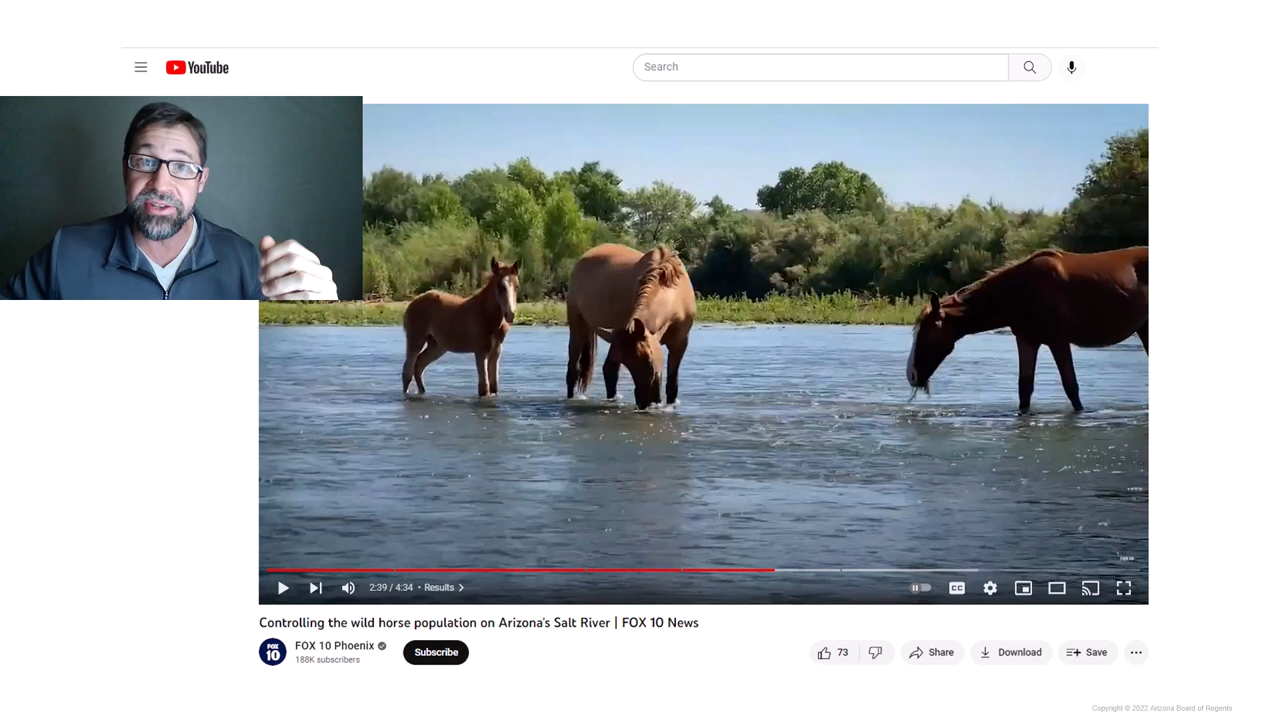 YouTube
Search
2:39 / 4:34 • Results
CC
Controlling the wild horse population on Arizona's Salt River | FOX 10 News
FOX 10
FOX 10 Phoenix
188K subscribers
Subscribe
73
Share
Download
Save
Copyright © 2022 Arizona Board of Regents